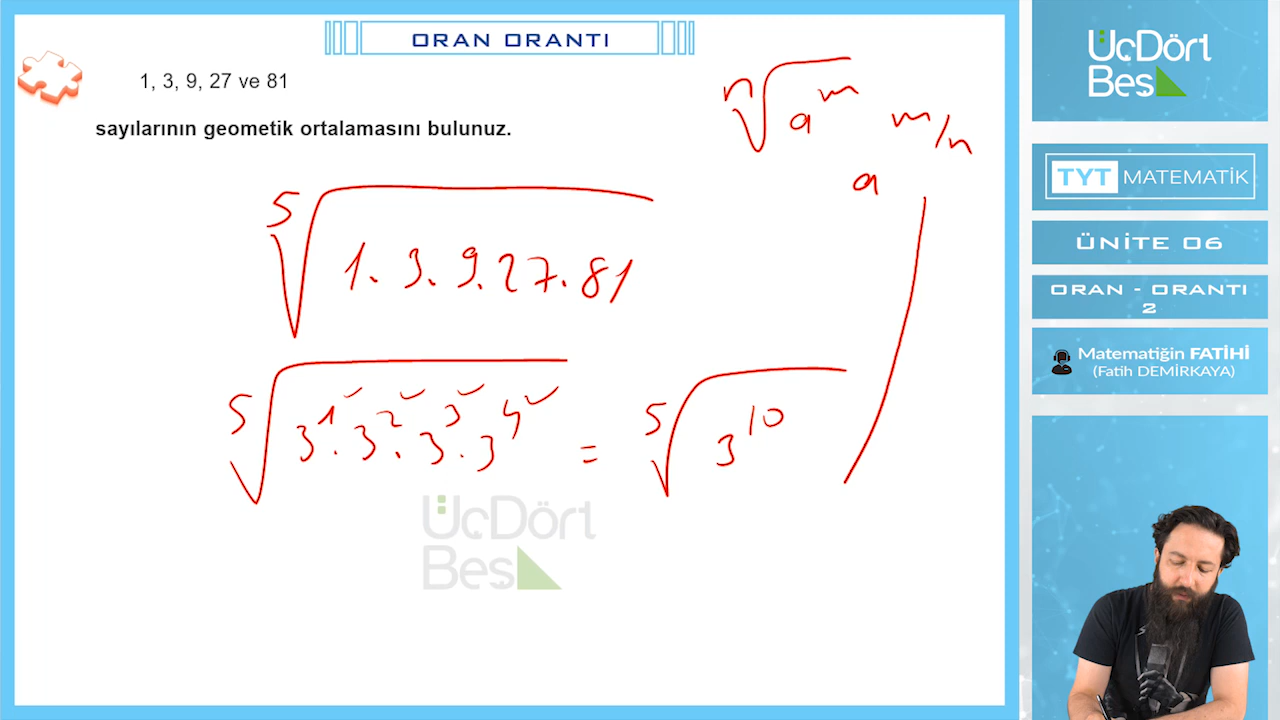 ORAN ORANTI
1, 3, 9, 27 ve 81
sayılarının geometik ortalamasını bulunuz.
ⁿ√aᵐ
a m/n
⁵√1.3.9.27.81
⁵√3¹.3².3³.3⁴ = ⁵√3¹⁰
ÜçDört
Beş
ÜçDört
Beş
TYT MATEMATİK
ÜNİTE 06
ORAN - ORANTI
2
Matematiğin FATİHİ
(Fatih DEMİRKAYA)